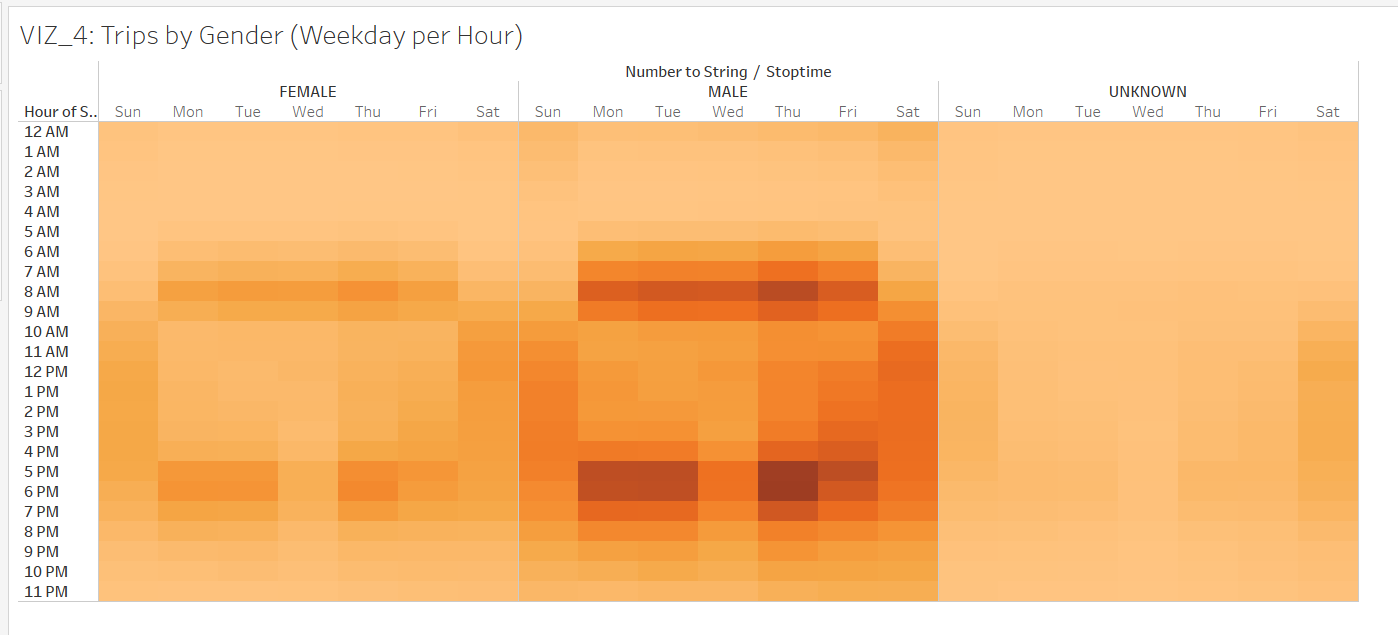 VIZ_4: Trips by Gender (Weekday per Hour)
Number to String / Stoptime
FEMALE MALE UNKNOWN
Hour of S.. Sun Mon Tue Wed Thu Fri Sat Sun Mon Tue Wed Thu Fri Sat Sun Mon Tue Wed Thu Fri Sat
12 AM
1 AM
2 AM
3 AM
4 AM
5 AM
6 AM
7 AM
8 AM
9 AM
10 AM
11 AM
12 PM
1 PM
2 PM
3 PM
4 PM
5 PM
6 PM
7 PM
8 PM
9 PM
10 PM
11 PM